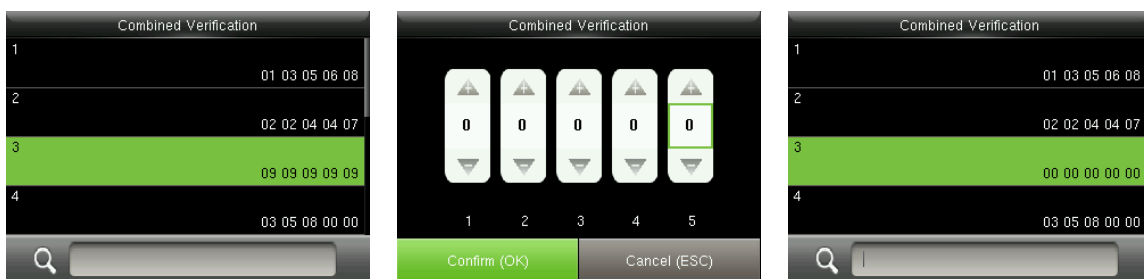 Combined Verification
1
01 03 05 06 08
2
02 02 04 04 07
3
09 09 09 09 09
4
03 05 08 00 00
Combined Verification
0 0 0 0 0
1 2 3 4 5
Confirm (OK) Cancel (ESC)
Combined Verification
1
01 03 05 06 08
2
02 02 04 04 07
3
00 00 00 00 00
4
03 05 08 00 00